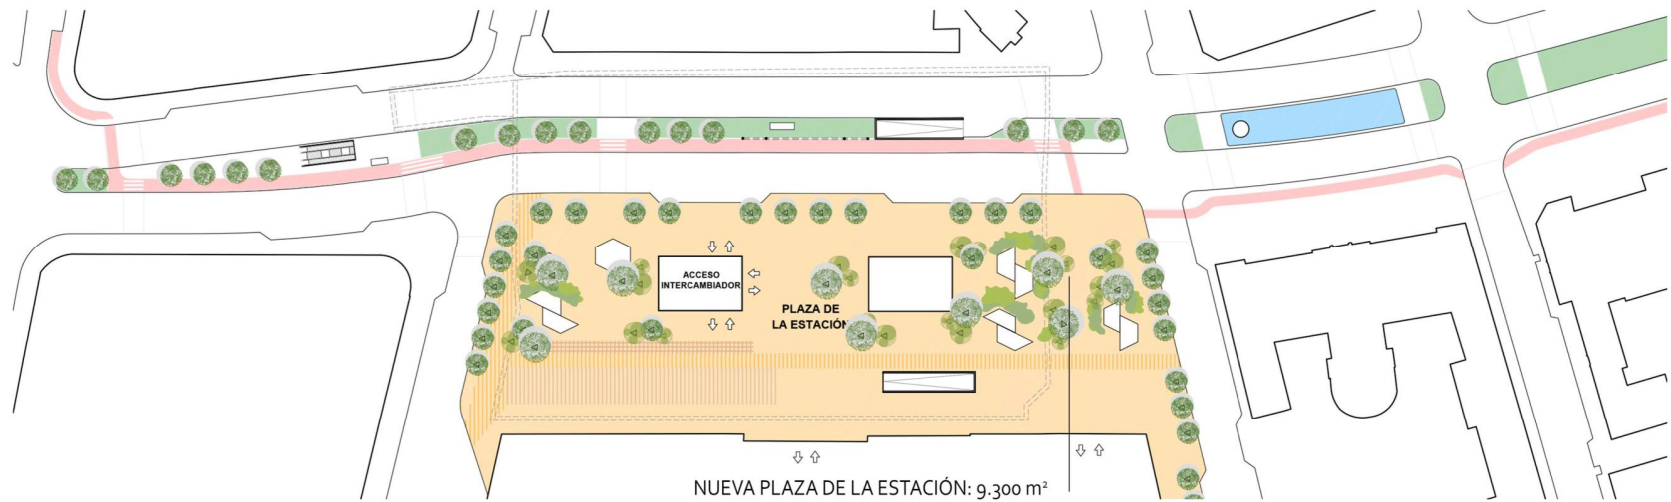 ACCESO
INTERCAMBIADOR
PLAZA DE
LA ESTACIÓN
NUEVA PLAZA DE LA ESTACIÓN: 9.300 m²